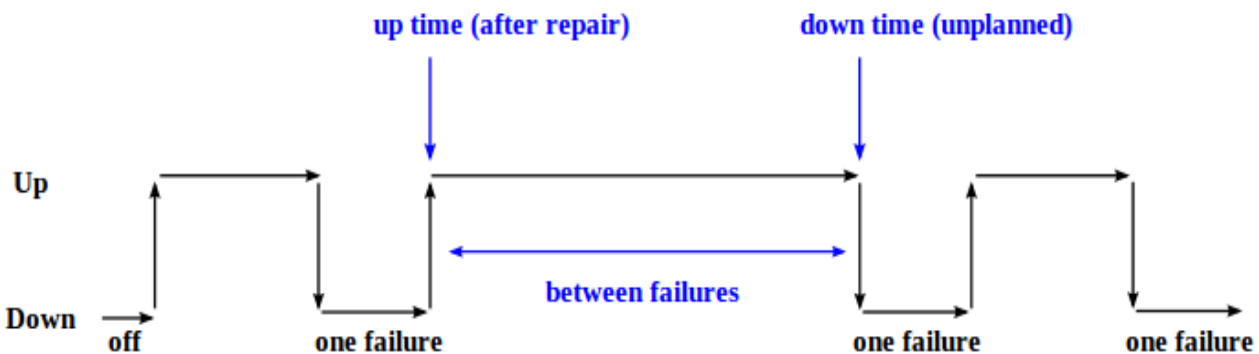 up time (after repair)
down time (unplanned)
Up
between failures
Down
off
one failure
one failure
one failure